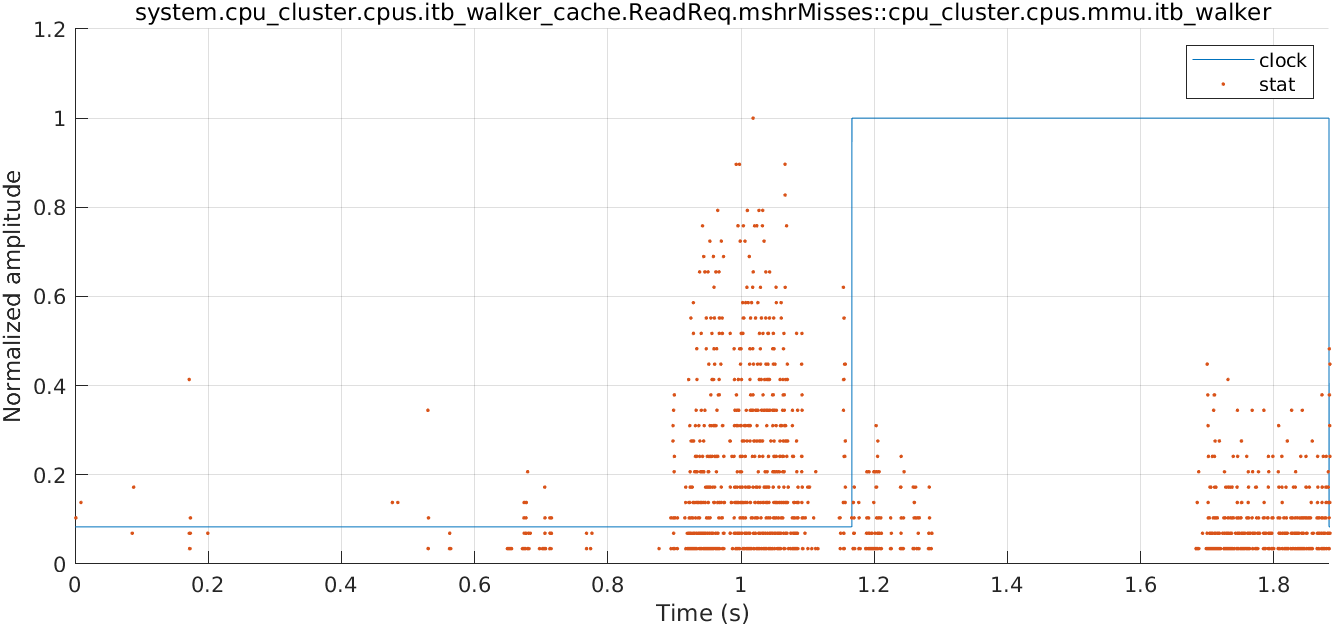 system.cpu_cluster.cpus.itb_walker_cache.ReadReq.mshrMisses::cpu_cluster.cpus.mmu.itb_walker
1.2
1
0.8
0.6
0.4
0.2
0
Normalized amplitude
clock
stat
0 0.2 0.4 0.6 0.8 1 1.2 1.4 1.6 1.8
Time (s)